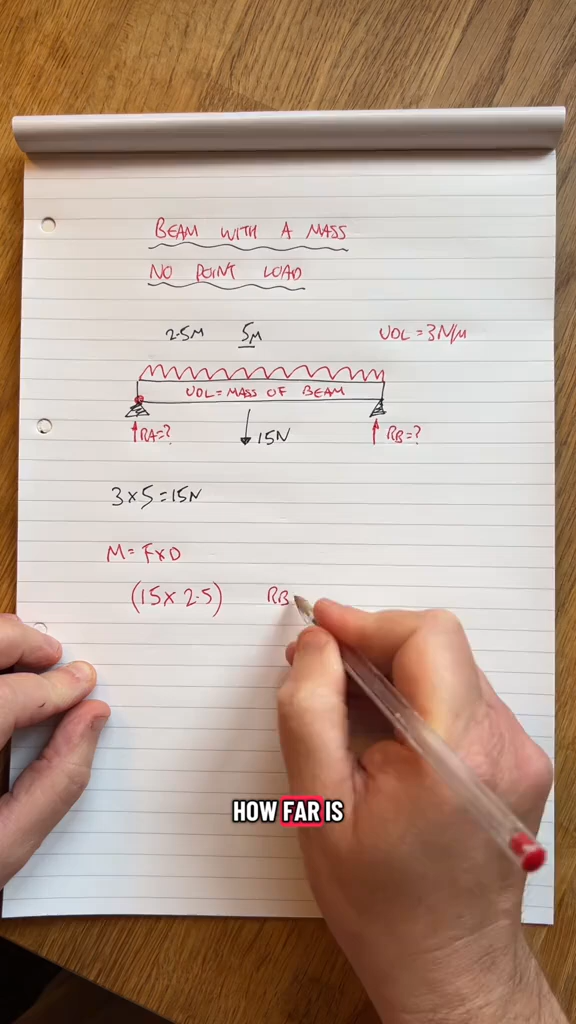 BEAM WITH A MASS
NO POINT LOAD
2.5M 5M UDL = 3N/M
UDL = MASS OF BEAM
RA=? 15N RB=?
3 x 5 = 15N
M = F x D
(15 x 2.5) RB
HOW FAR IS